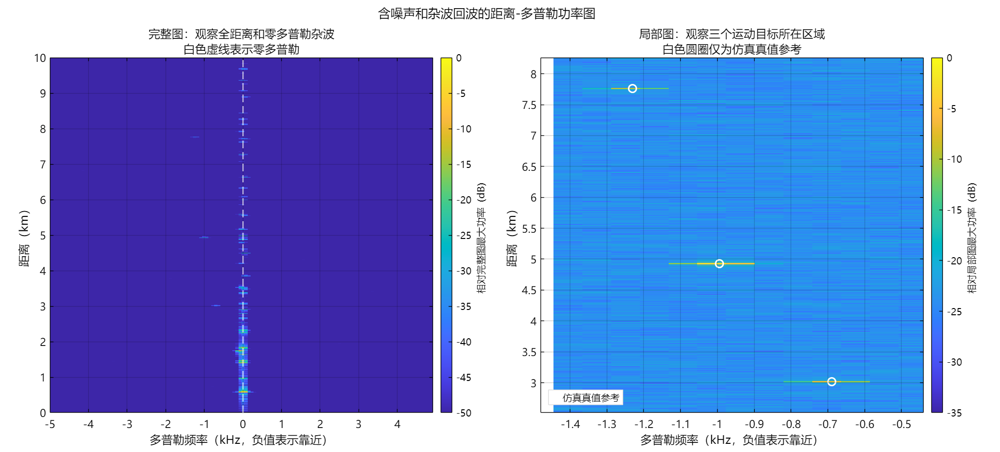 含噪声和杂波回波的距离-多普勒功率图
完整图：观察全距离和零多普勒杂波
白色虚线表示零多普勒
10
9
8
7
6
5
4
3
2
1
0
距离（km）
-5 -4 -3 -2 -1 0 1 2 3 4
多普勒频率（kHz，负值表示靠近）
0
-5
-10
-15
-20
-25
-30
-35
-40
-45
-50
相对完整图最大功率（dB）
局部图：观察三个运动目标所在区域
白色圆圈仅为仿真真值参考
8
7.5
7
6.5
6
5.5
5
4.5
4
3.5
3
距离（km）
仿真真值参考
-1.4 -1.3 -1.2 -1.1 -1 -0.9 -0.8 -0.7 -0.6 -0.5
多普勒频率（kHz，负值表示靠近）
0
-5
-10
-15
-20
-25
-30
-35
相对局部图最大功率（dB）